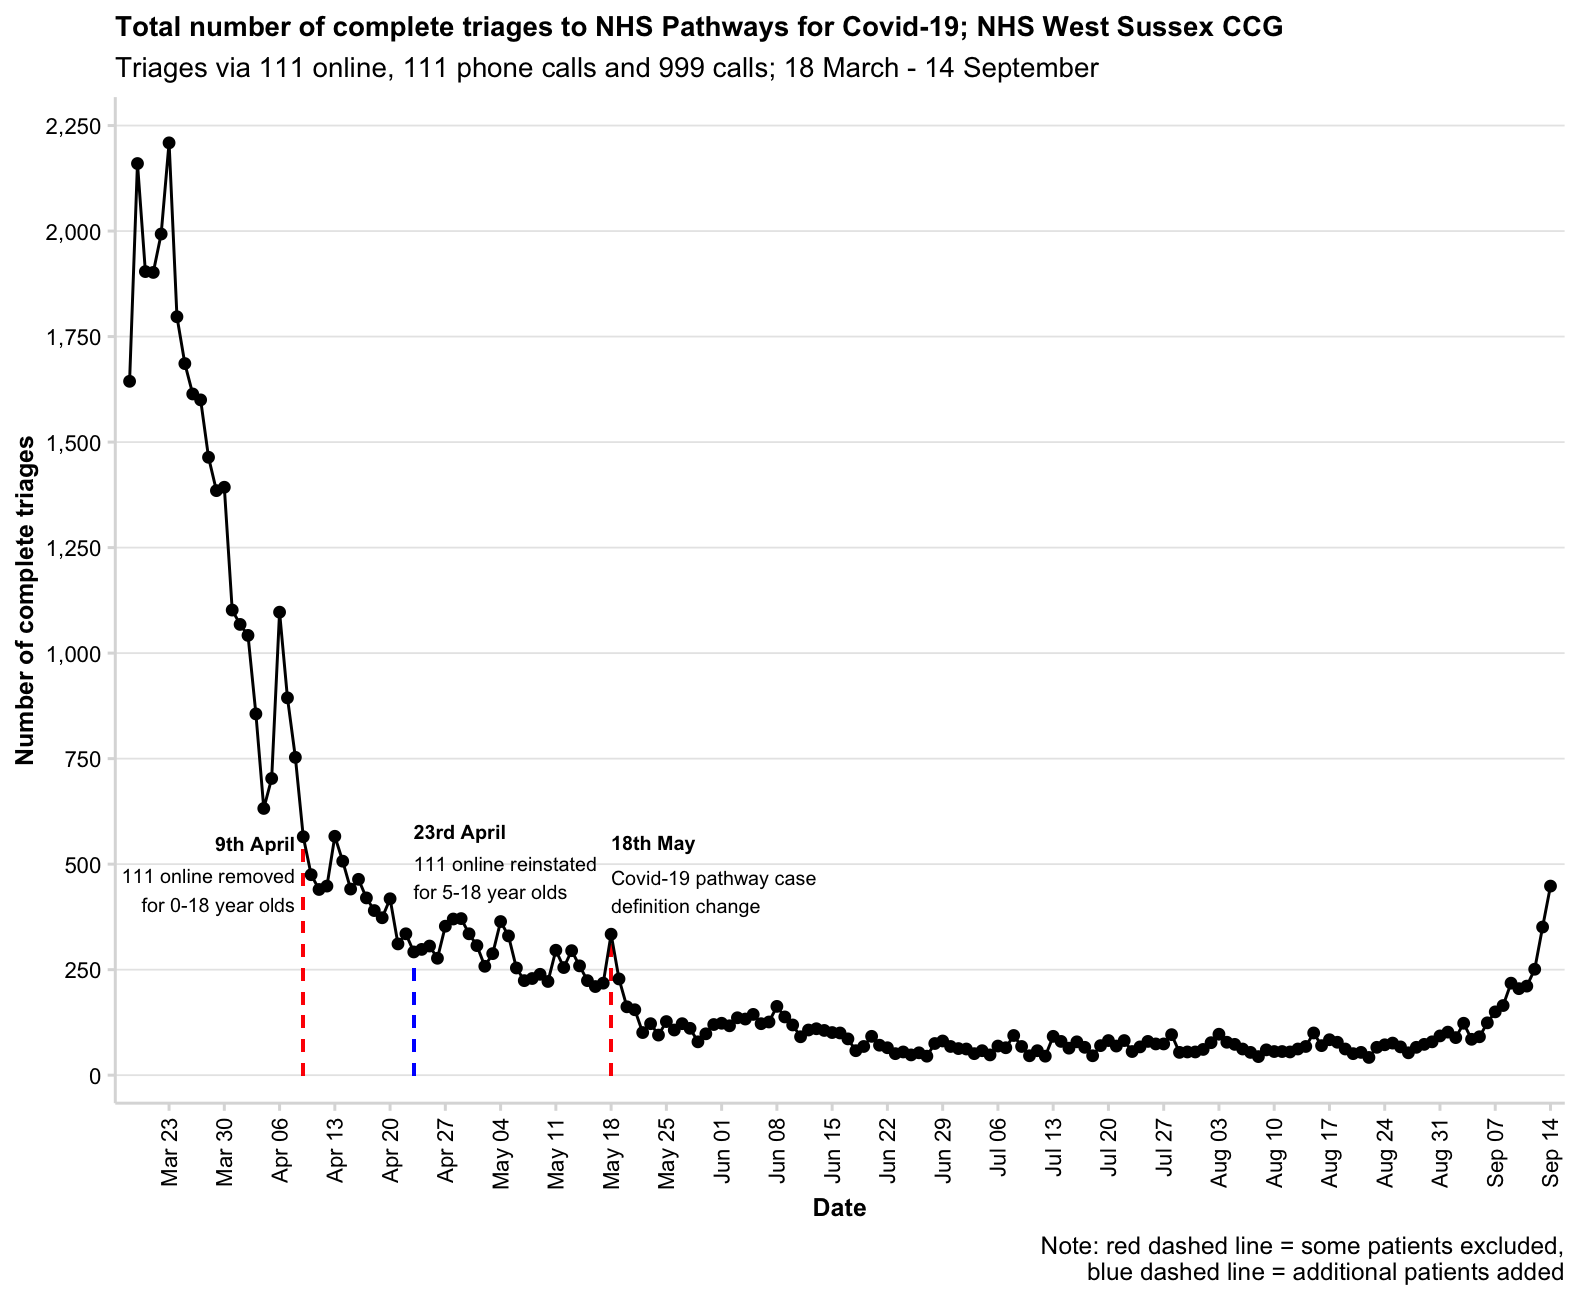 Total number of complete triages to NHS Pathways for Covid-19; NHS West Sussex CCG
Triages via 111 online, 111 phone calls and 999 calls; 18 March - 14 September
Number of complete triages
2,250
2,000
1,750
1,500
1,250
1,000
750
500
250
0
9th April
111 online removed
for 0-18 year olds
23rd April
111 online reinstated
for 5-18 year olds
18th May
Covid-19 pathway case
definition change
Mar 23
Mar 30
Apr 06
Apr 13
Apr 20
Apr 27
May 04
May 11
May 18
May 25
Jun 01
Jun 08
Jun 15
Jun 22
Jun 29
Jul 06
Jul 13
Jul 20
Jul 27
Aug 03
Aug 10
Aug 17
Aug 24
Aug 31
Sep 07
Sep 14
Date
Note: red dashed line = some patients excluded,
blue dashed line = additional patients added